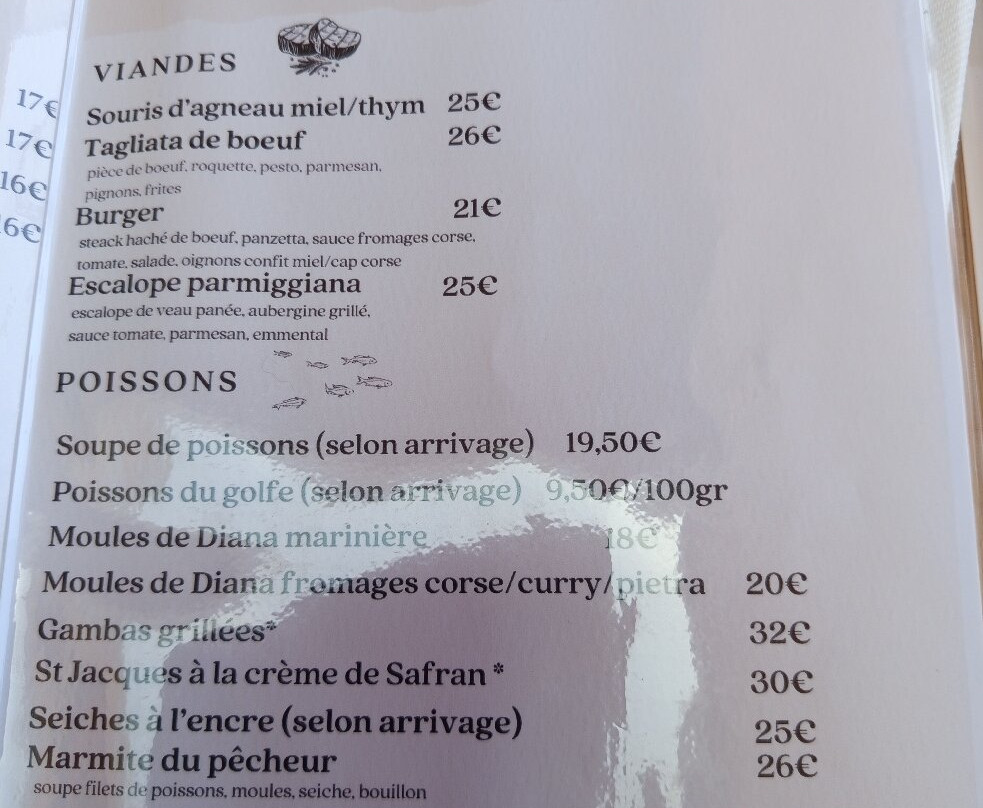 17€
17€
16€
6€
VIANDES
Souris d'agneau miel/thym 25€
Tagliata de boeuf 26€
pièce de boeuf, roquette, pesto, parmesan,
pignons, frites
Burger 21€
steack haché de boeuf, panzetta, sauce fromages corse,
tomate, salade, oignons confit miel/cap corse
Escalope parmiggiana 25€
escalope de veau panée, aubergine grillé,
sauce tomate, parmesan, emmental
POISSONS
Soupe de poissons (selon arrivage) 19,50€
Poissons du golfe (selon arrivage) 9,50€/100gr
Moules de Diana marinière 18€
Moules de Diana fromages corse/curry/pietra 20€
Gambas grillées* 32€
St Jacques à la crème de Safran * 30€
Seiches à l'encre (selon arrivage) 25€
Marmite du pêcheur 26€
soupe filets de poissons, moules, seiche, bouillon